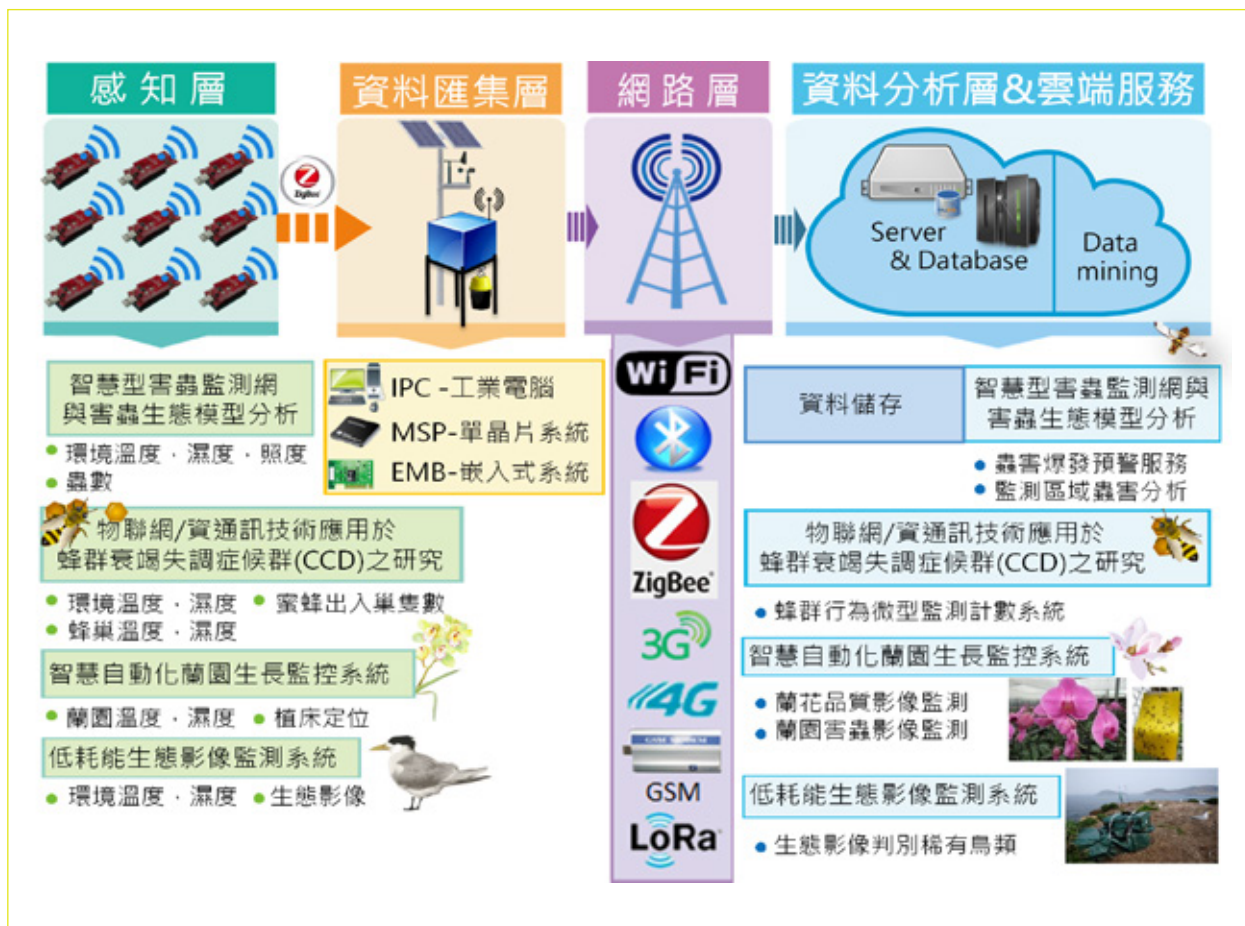 感知層
資料匯集層
網路層
資料分析層&雲端服務
ZigBee
Server
& Database
Data
mining
智慧型害蟲監測網
與害蟲生態模型分析
環境溫度．濕度．照度
蟲數
物聯網/資通訊技術應用於
蜂群衰竭失調症候群(CCD)之研究
環境溫度．濕度
蜜蜂出入巢隻數
蜂巢溫度．濕度
智慧自動化蘭園生長監控系統
蘭園溫度．濕度
植床定位
低耗能生態影像監測系統
環境溫度．濕度
生態影像
IPC -工業電腦
MSP-單晶片系統
EMB-嵌入式系統
WiFi
ZigBee
3G
4G
GSM MODEM
GSM
LoRa
資料儲存
智慧型害蟲監測網與
害蟲生態模型分析
蟲害爆發預警服務
監測區域蟲害分析
物聯網/資通訊技術應用於
蜂群衰竭失調症候群(CCD)之研究
蜂群行為微型監測計數系統
智慧自動化蘭園生長監控系統
蘭花品質影像監測
蘭園害蟲影像監測
低耗能生態影像監測系統
生態影像判別稀有鳥類